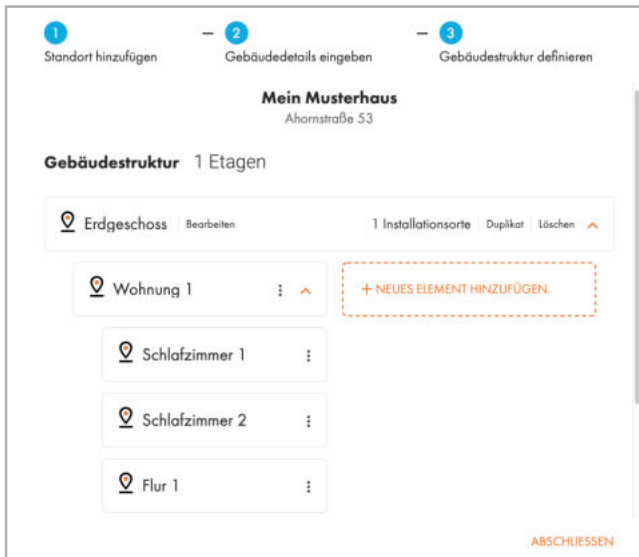 1 – 2 – 3
Standort hinzufügen Gebäudedetails eingeben Gebäudestruktur definieren
Mein Musterhaus
Ahornstraße 53
Gebäudestruktur 1 Etagen
Erdgeschoss Bearbeiten 1 Installationsorte Duplikat Löschen
Wohnung 1 + NEUES ELEMENT HINZUFÜGEN.
Schlafzimmer 1
Schlafzimmer 2
Flur 1
ABSCHLIESSEN